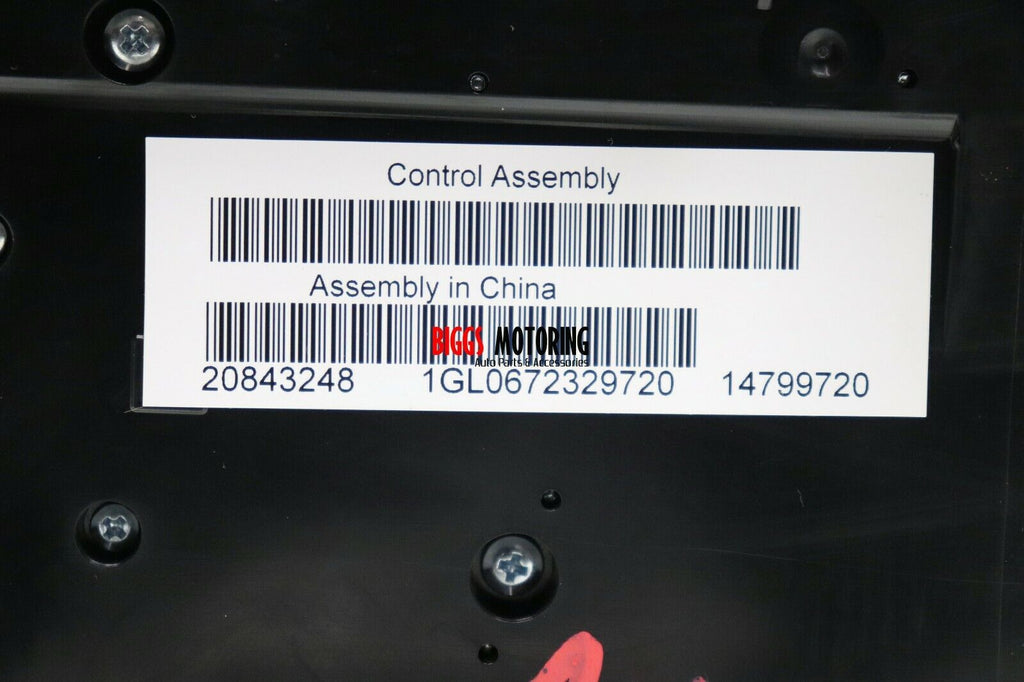 Control Assembly
Assembly in China
BIGGS MOTORING
Auto Parts & Accessories
20843248 1GL0672329720 14799720